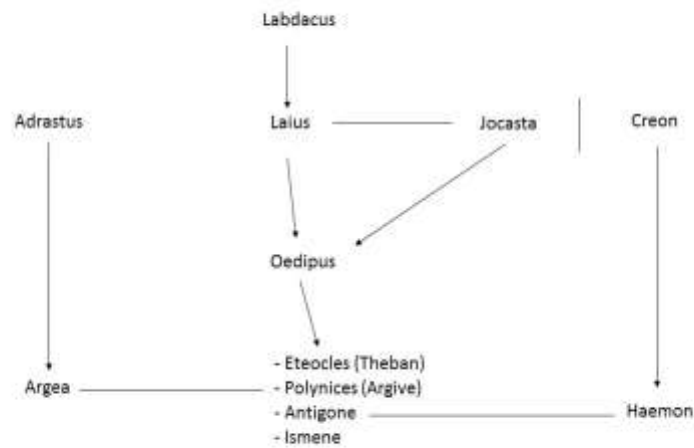 Labdacus
Adrastus
Laius
Jocasta
Creon
Oedipus
- Eteocles (Theban)
Argea
- Polynices (Argive)
- Antigone
Haemon
- Ismene